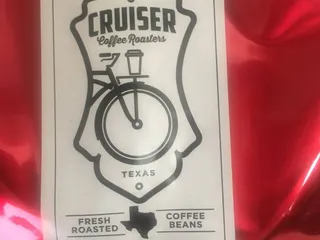 CRUISER
Coffee Roasters
TEXAS
FRESH ROASTED
COFFEE BEANS